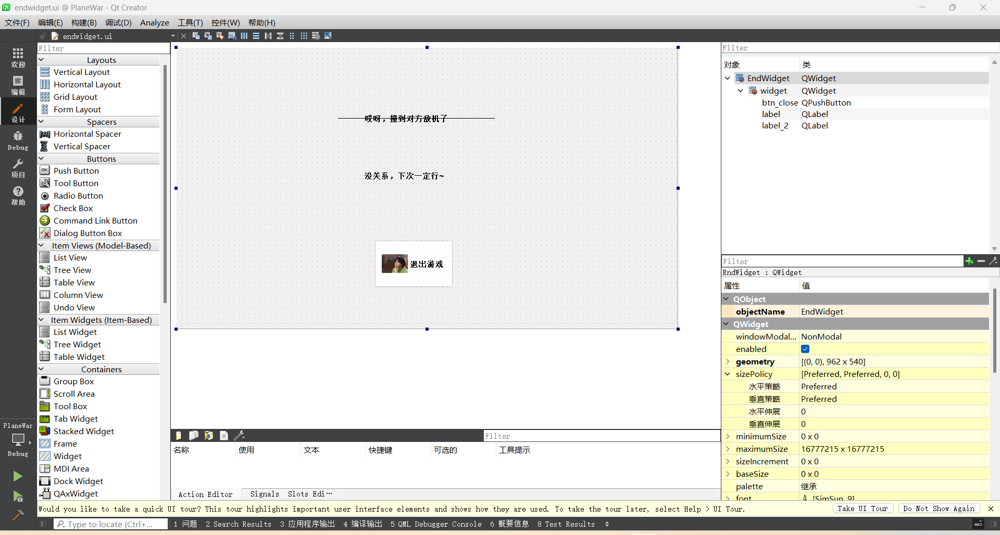 endwidget.ui @ PlaneWar - Qt Creator
文件(F) 编辑(E) 构建(B) 调试(D) Analyze 工具(T) 控件(W) 帮助(H)
endwidget.ui
欢迎
编辑
设计
Debug
项目
帮助
PlaneWar
Debug
Filter
Layouts
Vertical Layout
Horizontal Layout
Grid Layout
Form Layout
Spacers
Horizontal Spacer
Vertical Spacer
Buttons
Push Button
Tool Button
Radio Button
Check Box
Command Link Button
Dialog Button Box
Item Views (Model-Based)
List View
Tree View
Table View
Column View
Undo View
Item Widgets (Item-Based)
List Widget
Tree Widget
Table Widget
Containers
Group Box
Scroll Area
Tool Box
Tab Widget
Stacked Widget
Frame
Widget
MDI Area
Dock Widget
QAxWidget
哎呀，撞到对方敌机了
没关系，下次一定行~
退出游戏
Filter
名称 使用 文本 快捷键 可选的 工具提示
Action Editor Signals Slots Edi…
Filter
对象 类
EndWidget QWidget
widget QWidget
btn_close QPushButton
label QLabel
label_2 QLabel
Filter
EndWidget : QWidget
属性 值
QObject
objectName EndWidget
QWidget
windowModal... NonModal
enabled
geometry [(0, 0), 962 x 540]
sizePolicy [Preferred, Preferred, 0, 0]
水平策略 Preferred
垂直策略 Preferred
水平伸展 0
垂直伸展 0
minimumSize 0 x 0
maximumSize 16777215 x 16777215
sizeIncrement 0 x 0
baseSize 0 x 0
palette 继承
font A [SimSun, 9]
Would you like to take a quick UI tour? This tour highlights important user interface elements and shows how they are used. To take the tour later, select Help > UI Tour. Take UI Tour Do Not Show Again
Type to locate (Ctrl+... 1 问题 2 Search Results 3 应用程序输出 4 编译输出 5 QML Debugger Console 6 概要信息 8 Test Results